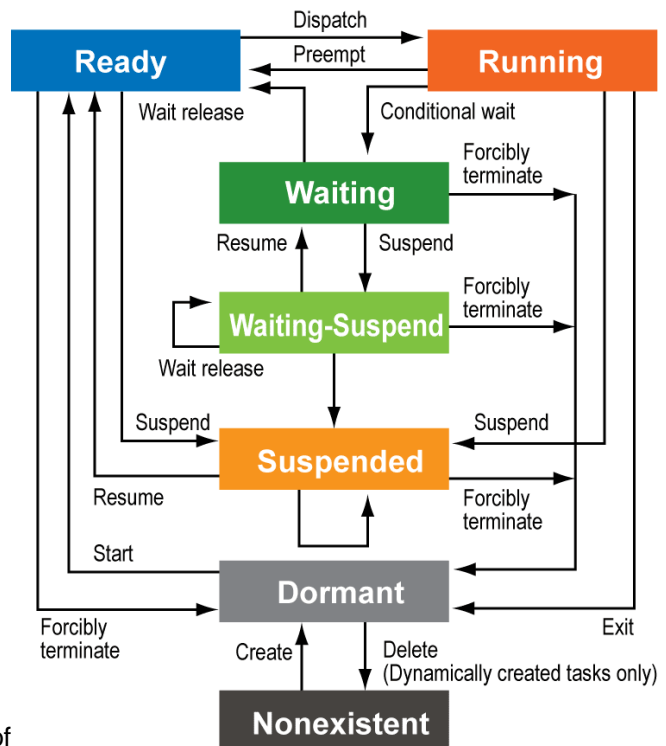 Dispatch
Ready
Preempt
Running
Wait release
Conditional wait
Forcibly
terminate
Waiting
Resume
Suspend
Forcibly
terminate
Waiting-Suspend
Wait release
Suspend
Suspend
Suspended
Resume
Forcibly
terminate
Start
Dormant
Forcibly
terminate
Exit
Create
Delete
(Dynamically created tasks only)
Nonexistent
of